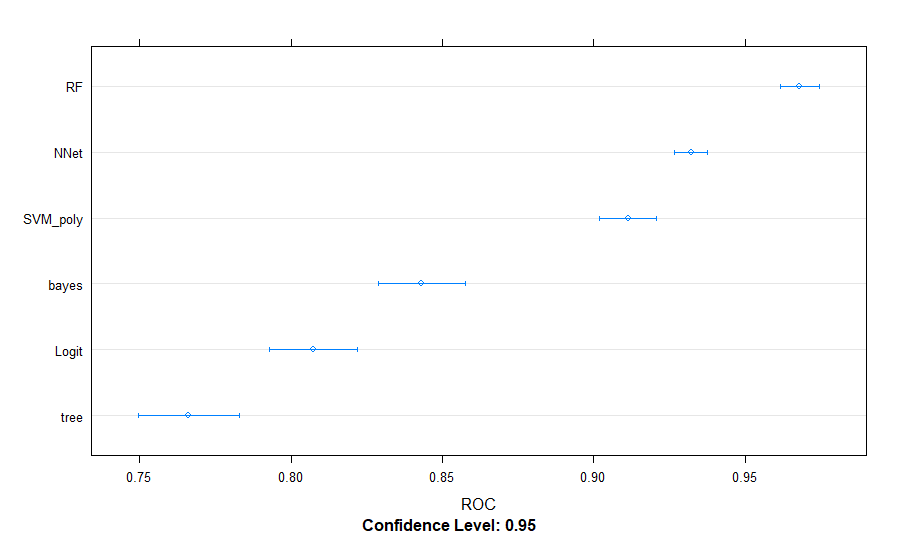 RF
NNet
SVM_poly
bayes
Logit
tree
0.75 0.80 0.85 0.90 0.95
ROC
Confidence Level: 0.95